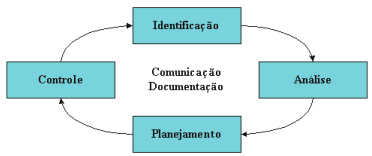 Identificação
Controle
Comunicação
Documentação
Análise
Planejamento